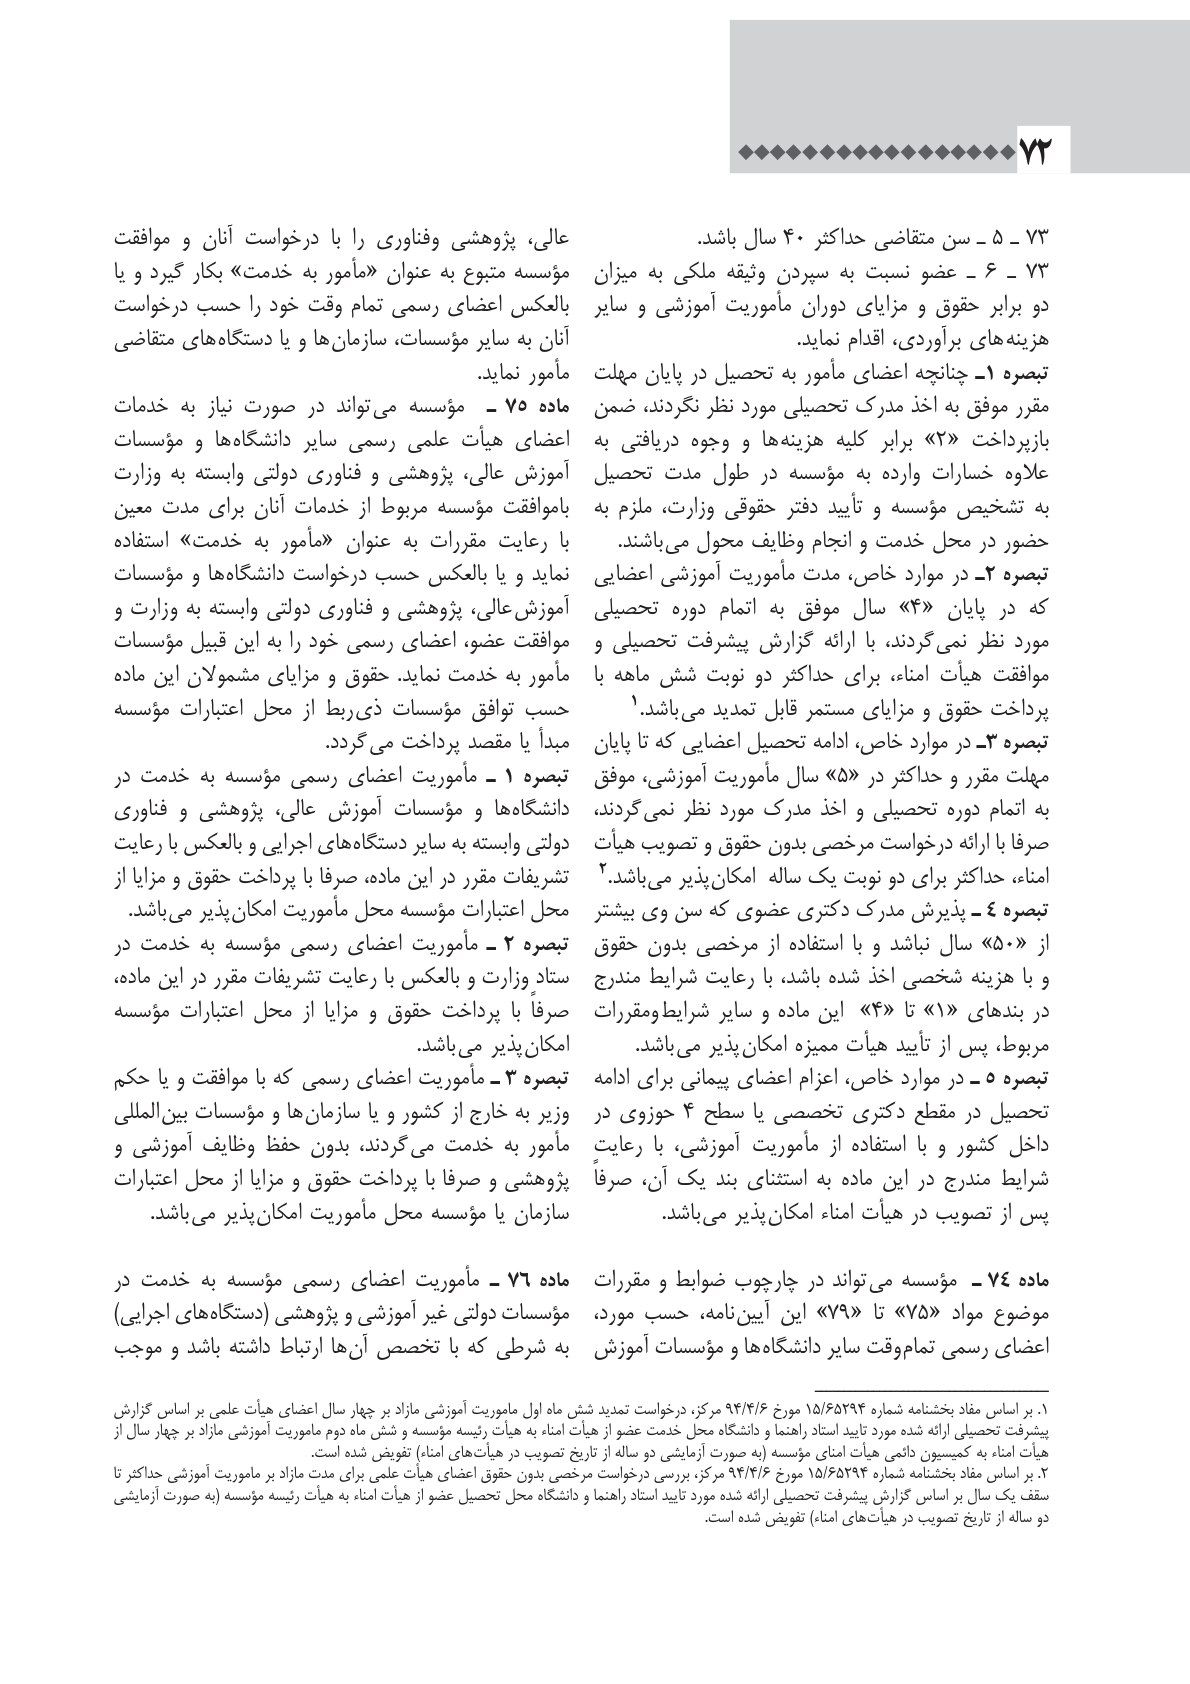 ۷۲
۷۳ ـ ۵ ـ سن متقاضی حداکثر ۴۰ سال باشد.
۷۳ ـ ۶ ـ عضو نسبت به سپردن وثیقه ملکی به میزان
دو برابر حقوق و مزایای دوران مأموریت آموزشی و سایر
هزینه‌های برآوردی، اقدام نماید.
تبصره ۱ـ چنانچه اعضای مأمور به تحصیل در پایان مهلت
مقرر موفق به اخذ مدرک تحصیلی مورد نظر نگردند، ضمن
بازپرداخت «۲» برابر کلیه هزینه‌ها و وجوه دریافتی به
علاوه خسارات وارده به مؤسسه در طول مدت تحصیل
به تشخیص مؤسسه و تأیید دفتر حقوقی وزارت، ملزم به
حضور در محل خدمت و انجام وظایف محول می‌باشند.
تبصره ۲ـ در موارد خاص، مدت مأموریت آموزشی اعضایی
که در پایان «۴» سال موفق به اتمام دوره تحصیلی
مورد نظر نمی‌گردند، با ارائه گزارش پیشرفت تحصیلی و
موافقت هیأت امناء، برای حداکثر دو نوبت شش ماهه با
پرداخت حقوق و مزایای مستمر قابل تمدید می‌باشد.۱
تبصره ۳ـ در موارد خاص، ادامه تحصیل اعضایی که تا پایان
مهلت مقرر و حداکثر در «۵» سال مأموریت آموزشی، موفق
به اتمام دوره تحصیلی و اخذ مدرک مورد نظر نمی‌گردند،
صرفا با ارائه درخواست مرخصی بدون حقوق و تصویب هیأت
امناء، حداکثر برای دو نوبت یک ساله امکان‌پذیر می‌باشد.۲
تبصره ٤ ـ پذیرش مدرک دکتری عضوی که سن وی بیشتر
از «۵۰» سال نباشد و با استفاده از مرخصی بدون حقوق
و با هزینه شخصی اخذ شده باشد، با رعایت شرایط مندرج
در بندهای «۱» تا «۴» این ماده و سایر شرایط‌ومقررات
مربوط، پس از تأیید هیأت ممیزه امکان‌پذیر می‌باشد.
تبصره ٥ ـ در موارد خاص، اعزام اعضای پیمانی برای ادامه
تحصیل در مقطع دکتری تخصصی یا سطح ۴ حوزوی در
داخل کشور و با استفاده از مأموریت آموزشی، با رعایت
شرایط مندرج در این ماده به استثنای بند یک آن، صرفاً
پس از تصویب در هیأت امناء امکان‌پذیر می‌باشد.
ماده ۷٤ ـ مؤسسه می‌تواند در چارچوب ضوابط و مقررات
موضوع مواد «۷۵» تا «۷۹» این آیین‌نامه، حسب مورد،
اعضای رسمی تمام‌وقت سایر دانشگاه‌ها و مؤسسات آموزش
عالی، پژوهشی وفناوری را با درخواست آنان و موافقت
مؤسسه متبوع به عنوان «مأمور به خدمت» بکار گیرد و یا
بالعکس اعضای رسمی تمام وقت خود را حسب درخواست
آنان به سایر مؤسسات، سازمان‌ها و یا دستگاه‌های متقاضی
مأمور نماید.
ماده ۷٥ ـ مؤسسه می‌تواند در صورت نیاز به خدمات
اعضای هیأت علمی رسمی سایر دانشگاه‌ها و مؤسسات
آموزش عالی، پژوهشی و فناوری دولتی وابسته به وزارت
باموافقت مؤسسه مربوط از خدمات آنان برای مدت معین
با رعایت مقررات به عنوان «مأمور به خدمت» استفاده
نماید و یا بالعکس حسب درخواست دانشگاه‌ها و مؤسسات
آموزش‌عالی، پژوهشی و فناوری دولتی وابسته به وزارت و
موافقت عضو، اعضای رسمی خود را به این قبیل مؤسسات
مأمور به خدمت نماید. حقوق و مزایای مشمولان این ماده
حسب توافق مؤسسات ذی‌ربط از محل اعتبارات مؤسسه
مبدأ یا مقصد پرداخت می‌گردد.
تبصره ۱ ـ مأموریت اعضای رسمی مؤسسه به خدمت در
دانشگاه‌ها و مؤسسات آموزش عالی، پژوهشی و فناوری
دولتی وابسته به سایر دستگاه‌های اجرایی و بالعکس با رعایت
تشریفات مقرر در این ماده، صرفا با پرداخت حقوق و مزایا از
محل اعتبارات مؤسسه محل مأموریت امکان‌پذیر می‌باشد.
تبصره ۲ ـ مأموریت اعضای رسمی مؤسسه به خدمت در
ستاد وزارت و بالعکس با رعایت تشریفات مقرر در این ماده،
صرفاً با پرداخت حقوق و مزایا از محل اعتبارات مؤسسه
امکان‌پذیر می‌باشد.
تبصره ۳ ـ مأموریت اعضای رسمی که با موافقت و یا حکم
وزیر به خارج از کشور و یا سازمان‌ها و مؤسسات بین‌المللی
مأمور به خدمت می‌گردند، بدون حفظ وظایف آموزشی و
پژوهشی و صرفا با پرداخت حقوق و مزایا از محل اعتبارات
سازمان یا مؤسسه محل مأموریت امکان‌پذیر می‌باشد.
ماده ۷۶ ـ مأموریت اعضای رسمی مؤسسه به خدمت در
مؤسسات دولتی غیر آموزشی و پژوهشی (دستگاه‌های اجرایی)
به شرطی که با تخصص آن‌ها ارتباط داشته باشد و موجب
۱. بر اساس مفاد بخشنامه شماره ۱۵/۶۵۲۹۴ مورخ ۹۴/۴/۶ مرکز، درخواست تمدید شش ماه اول ماموریت آموزشی مازاد بر چهار سال اعضای هیأت علمی بر اساس گزارش
پیشرفت تحصیلی ارائه شده مورد تایید استاد راهنما و دانشگاه محل خدمت عضو از هیأت امناء به هیأت رئیسه مؤسسه و شش ماه دوم ماموریت آموزشی مازاد بر چهار سال از
هیأت امناء به کمیسیون دائمی هیأت امنای مؤسسه (به صورت آزمایشی دو ساله از تاریخ تصویب در هیأت‌های امناء) تفویض شده است.
۲. بر اساس مفاد بخشنامه شماره ۱۵/۶۵۲۹۴ مورخ ۹۴/۴/۶ مرکز، بررسی درخواست مرخصی بدون حقوق اعضای هیأت علمی برای مدت مازاد بر ماموریت آموزشی حداکثر تا
سقف یک سال بر اساس گزارش پیشرفت تحصیلی ارائه شده مورد تایید استاد راهنما و دانشگاه محل تحصیل عضو از هیأت امناء به هیأت رئیسه مؤسسه (به صورت آزمایشی
دو ساله از تاریخ تصویب در هیأت‌های امناء) تفویض شده است.